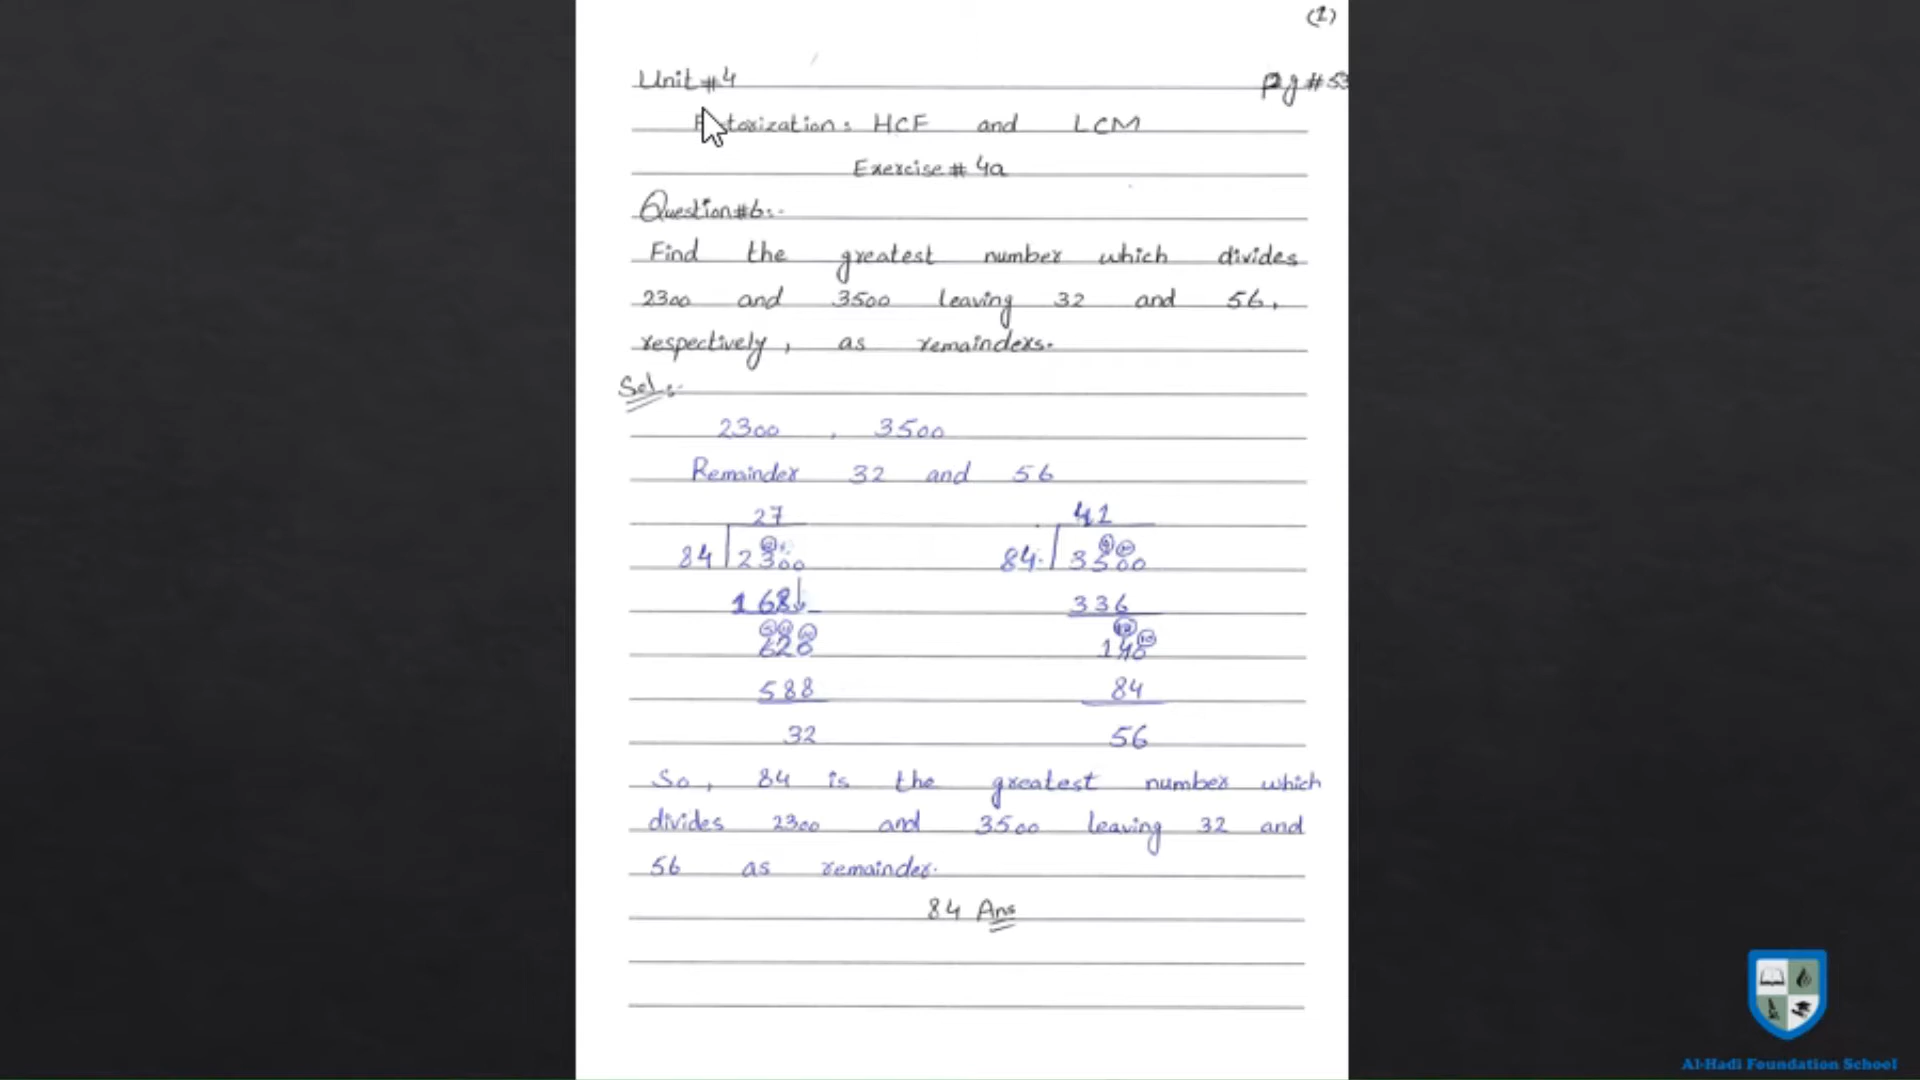 (1)
Unit#4 pg#53
Factorization: HCF and LCM
Exercise# 4a
Question#6:-
Find the greatest number which divides
2300 and 3500 leaving 32 and 56,
respectively, as remainders.
Sol:-
2300 , 3500
Remainder 32 and 56
27 41
84 2300 84 3500
168 336
620 140
588 84
32 56
So, 84 is the greatest number which
divides 2300 and 3500 leaving 32 and
56 as remainder.
84 Ans
Al-Hadi Foundation School